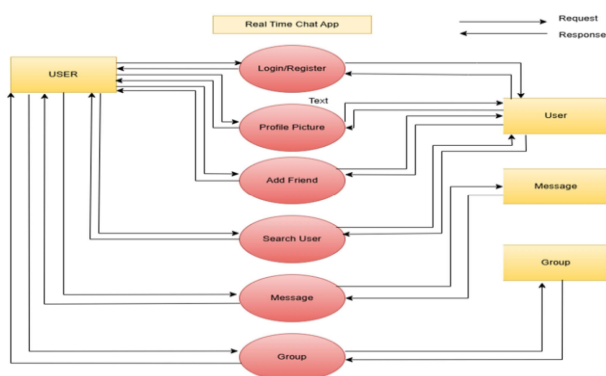 Real Time Chat App
Request
Response
USER
Login/Register
Text
Profile Picture
User
Add Friend
Message
Search User
Group
Message
Group